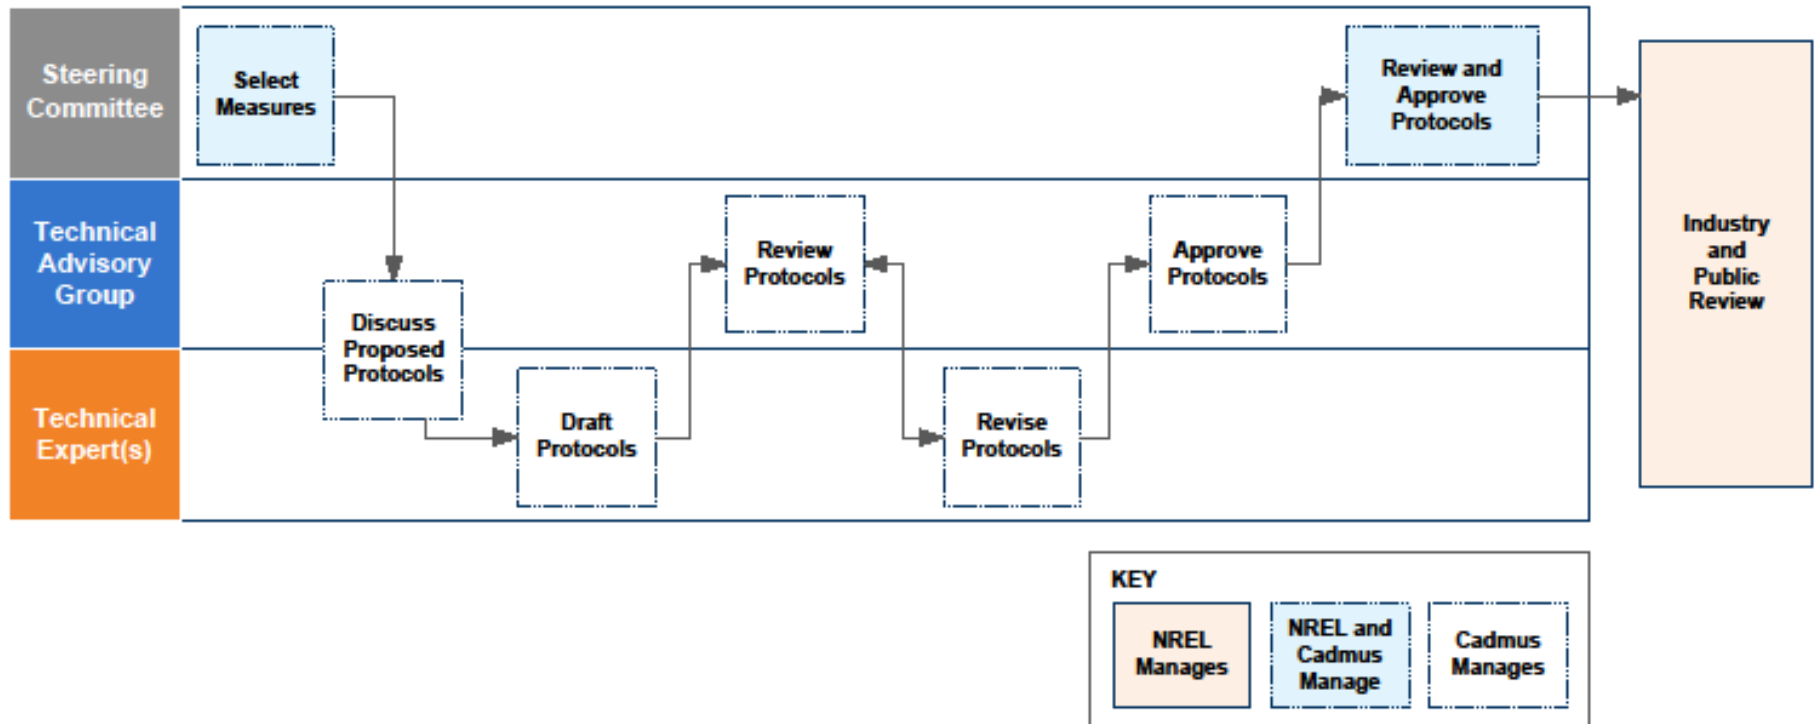 Steering
Committee
Select
Measures
Review and
Approve
Protocols
Technical
Advisory
Group
Discuss
Proposed
Protocols
Review
Protocols
Approve
Protocols
Industry
and
Public
Review
Technical
Expert(s)
Draft
Protocols
Revise
Protocols
KEY
NREL
Manages
NREL and
Cadmus
Manage
Cadmus
Manages